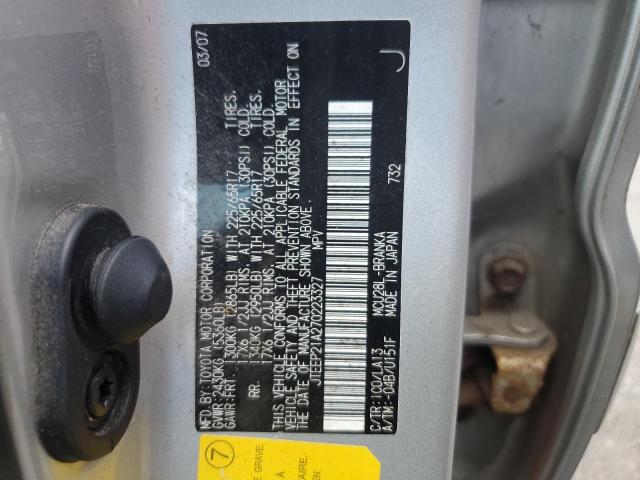 MFD. BY:
TOYOTA MOTOR CORPORATION 03/07
GVWR: 2430KG (5360LB)
GAWR: FRT. 1300KG (2865LB) WITH 225/65R17 TIRES,
17X6 1/2JJ RIMS, AT 210KPA (30PSI) COLD.
RR. 1340KG (2950LB) WITH 225/65R17 TIRES,
17X6 1/2JJ RIMS, AT 210KPA (30PSI) COLD.
THIS VEHICLE CONFORMS TO ALL APPLICABLE FEDERAL MOTOR
VEHICLE SAFETY AND THEFT PREVENTION STANDARDS IN EFFECT ON
THE DATE OF MANUFACTURE SHOWN ABOVE.
JTEEP21A270223327 MPV
J
C/TR: 1C0/LA13 MCU28L-BRANKA
A/TM: -04B/U151F MADE IN JAPAN 732
7
E GRAVE
À
TAIRE.
EN: